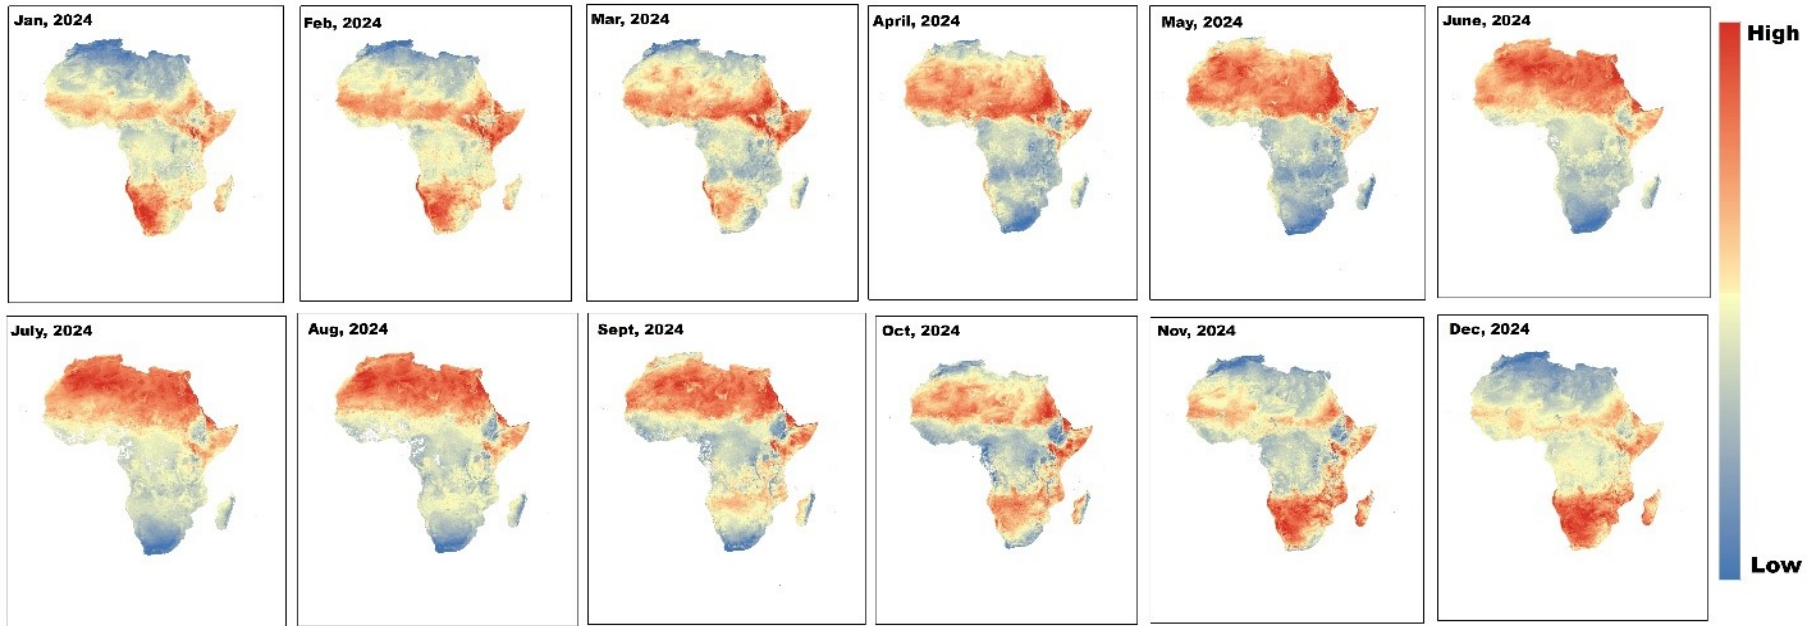 Jan, 2024
Feb, 2024
Mar, 2024
April, 2024
May, 2024
June, 2024
High
July, 2024
Aug, 2024
Sept, 2024
Oct, 2024
Nov, 2024
Dec, 2024
Low